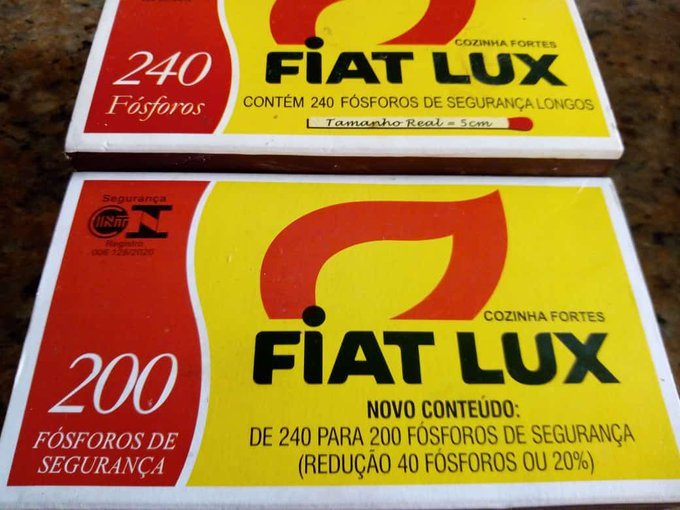 240
Fósforos
COZINHA FORTES
FiAT LUX
CONTÉM 240 FÓSFOROS DE SEGURANÇA LONGOS
Tamanho Real = 5cm
Segurança
INT N
Registro
006 128/2020
200
FÓSFOROS DE
SEGURANÇA
COZINHA FORTES
FiAT LUX
NOVO CONTEÚDO:
DE 240 PARA 200 FÓSFOROS DE SEGURANÇA
(REDUÇÃO 40 FÓSFOROS OU 20%)